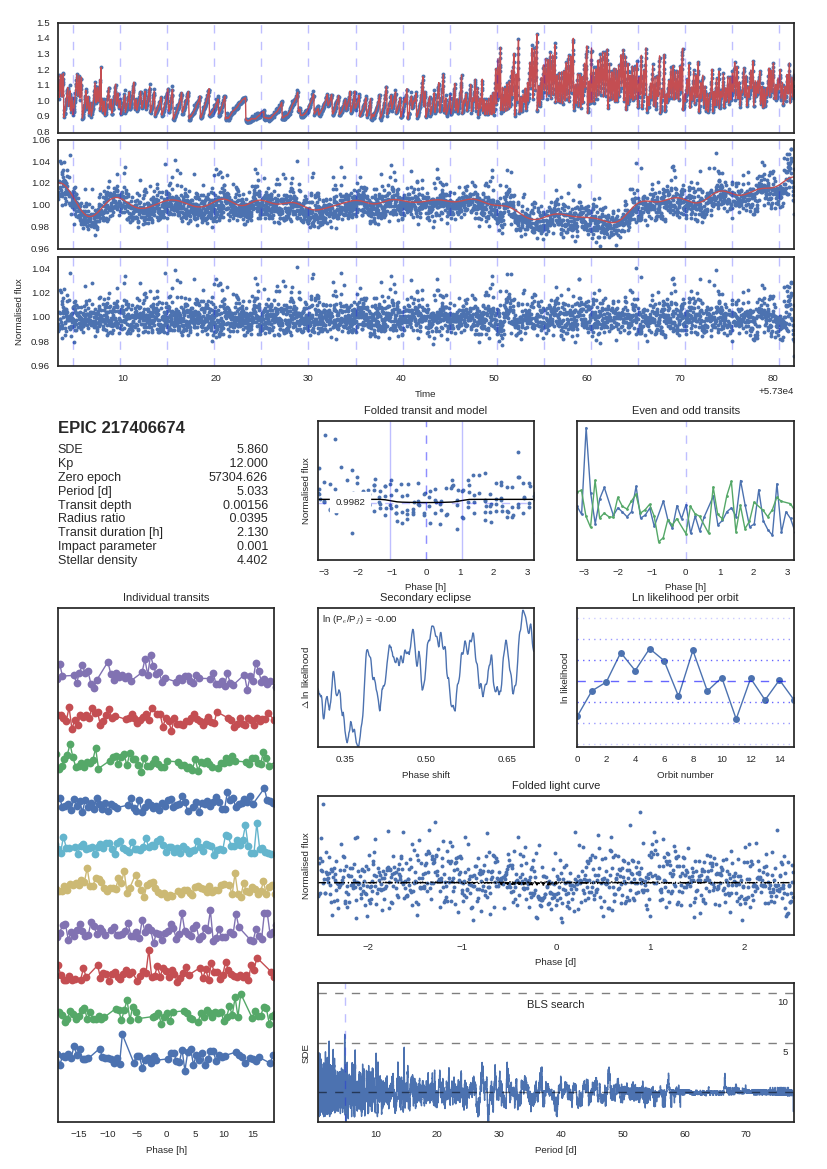 1.5
1.4
1.3
1.2
1.1
1.0
0.9
0.8
1.06
1.04
1.02
1.00
0.98
0.96
1.04
1.02
1.00
0.98
0.96
Normalised flux
10 20 30 40 50 60 70 80
Time
+5.73e4
EPIC 217406674
SDE 5.860
Kp 12.000
Zero epoch 57304.626
Period [d] 5.033
Transit depth 0.00156
Radius ratio 0.0395
Transit duration [h] 2.130
Impact parameter 0.001
Stellar density 4.402
Folded transit and model
Normalised flux
0.9982
−3 −2 −1 0 1 2 3
Phase [h]
Even and odd transits
−3 −2 −1 0 1 2 3
Phase [h]
Individual transits
−15 −10 −5 0 5 10 15
Phase [h]
Secondary eclipse
ln (Pₑ/P𝑓) = -0.00
Δ ln likelihood
0.35 0.50 0.65
Phase shift
Ln likelihood per orbit
ln likelihood
0 2 4 6 8 10 12 14
Orbit number
Folded light curve
Normalised flux
−2 −1 0 1 2
Phase [d]
BLS search
10
5
SDE
10 20 30 40 50 60 70
Period [d]